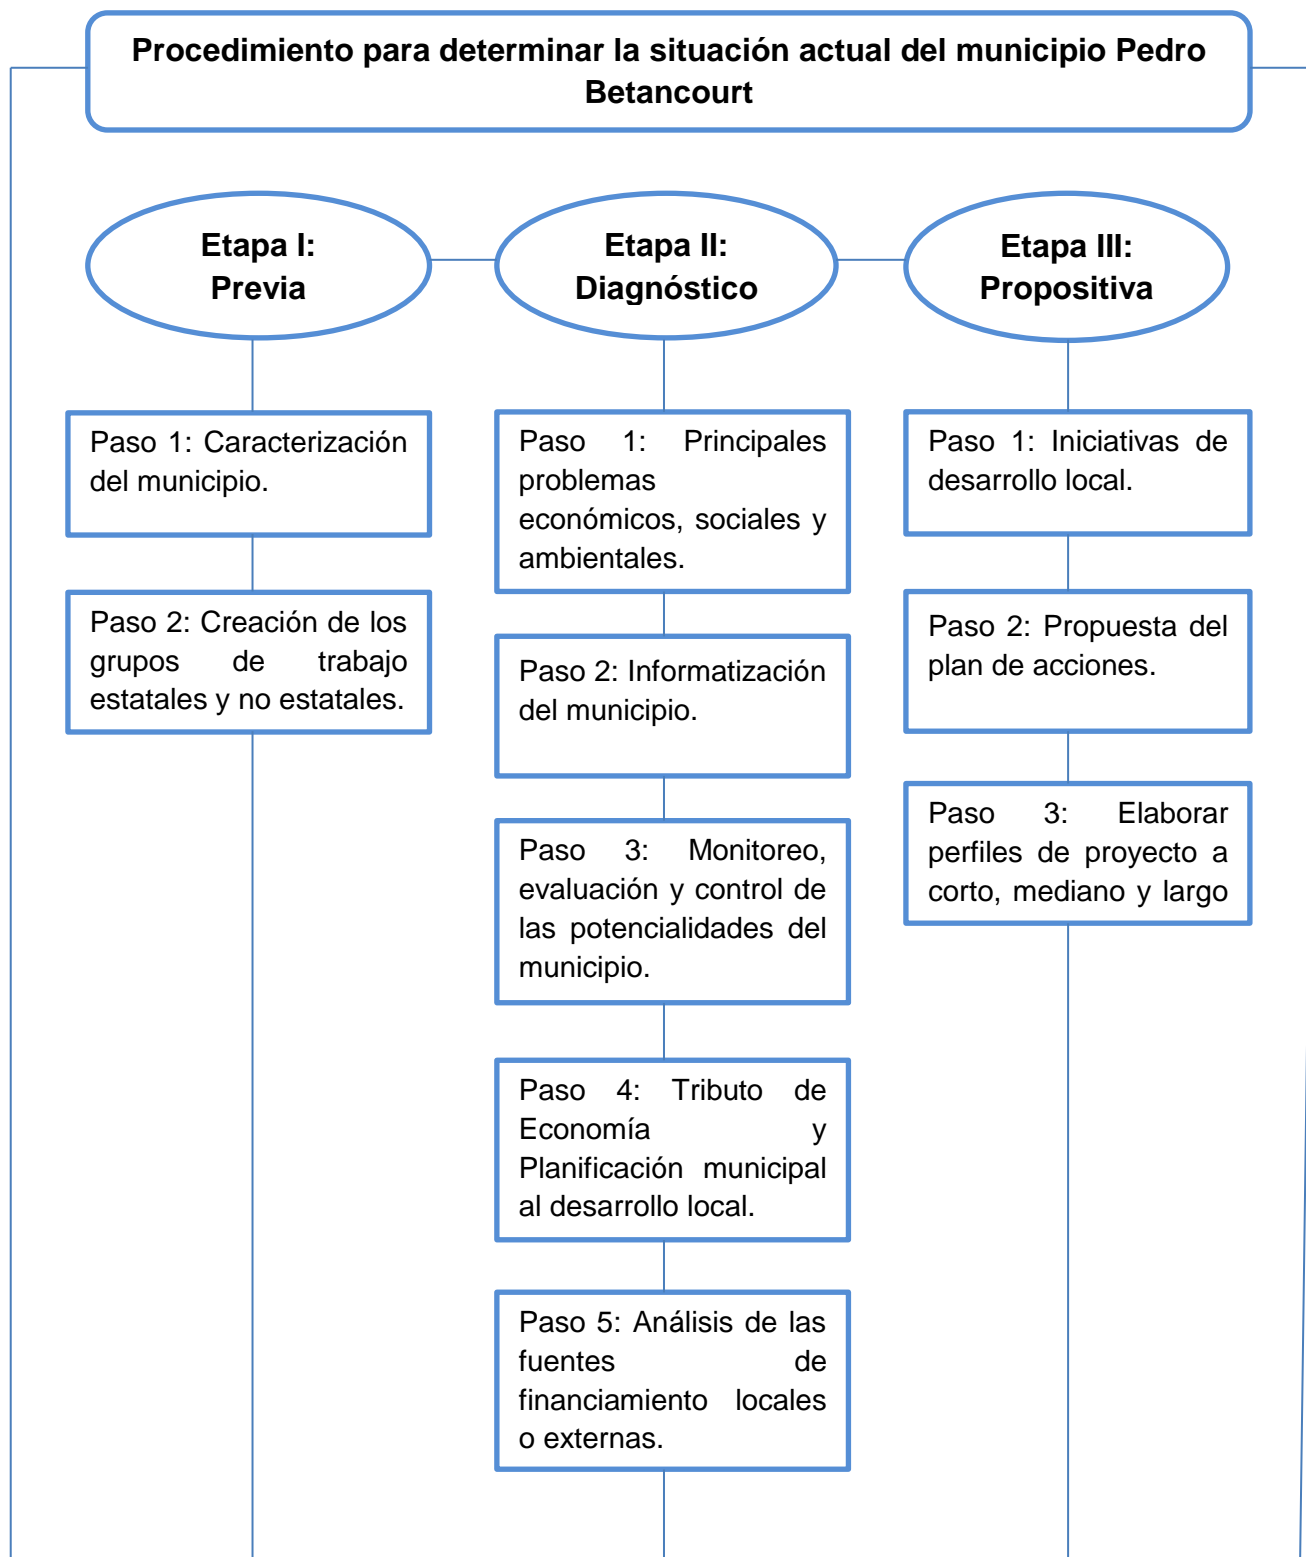 Procedimiento para determinar la situación actual del municipio Pedro
Betancourt
Etapa I:
Previa
Etapa II:
Diagnóstico
Etapa III:
Propositiva
Paso 1: Caracterización
del municipio.
Paso 2: Creación de los
grupos de trabajo
estatales y no estatales.
Paso 1: Principales
problemas
económicos, sociales y
ambientales.
Paso 2: Informatización
del municipio.
Paso 3: Monitoreo,
evaluación y control de
las potencialidades del
municipio.
Paso 4: Tributo de
Economía y
Planificación municipal
al desarrollo local.
Paso 5: Análisis de las
fuentes de
financiamiento locales
o externas.
Paso 1: Iniciativas de
desarrollo local.
Paso 2: Propuesta del
plan de acciones.
Paso 3: Elaborar
perfiles de proyecto a
corto, mediano y largo